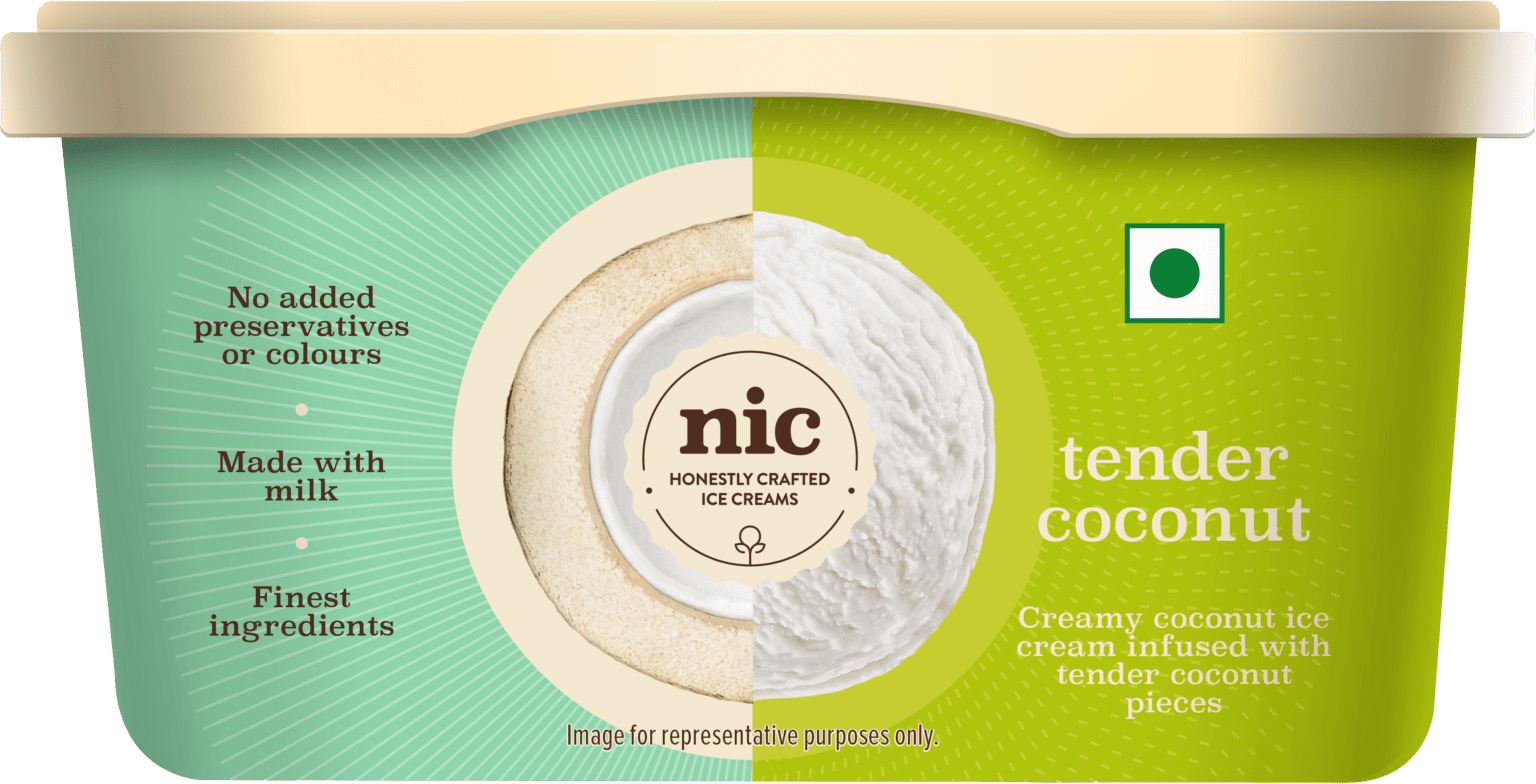 No added
preservatives
or colours
Made with
milk
Finest
ingredients
nic
HONESTLY CRAFTED
ICE CREAMS
tender
coconut
Creamy coconut ice
cream infused with
tender coconut
pieces
Image for representative purposes only.